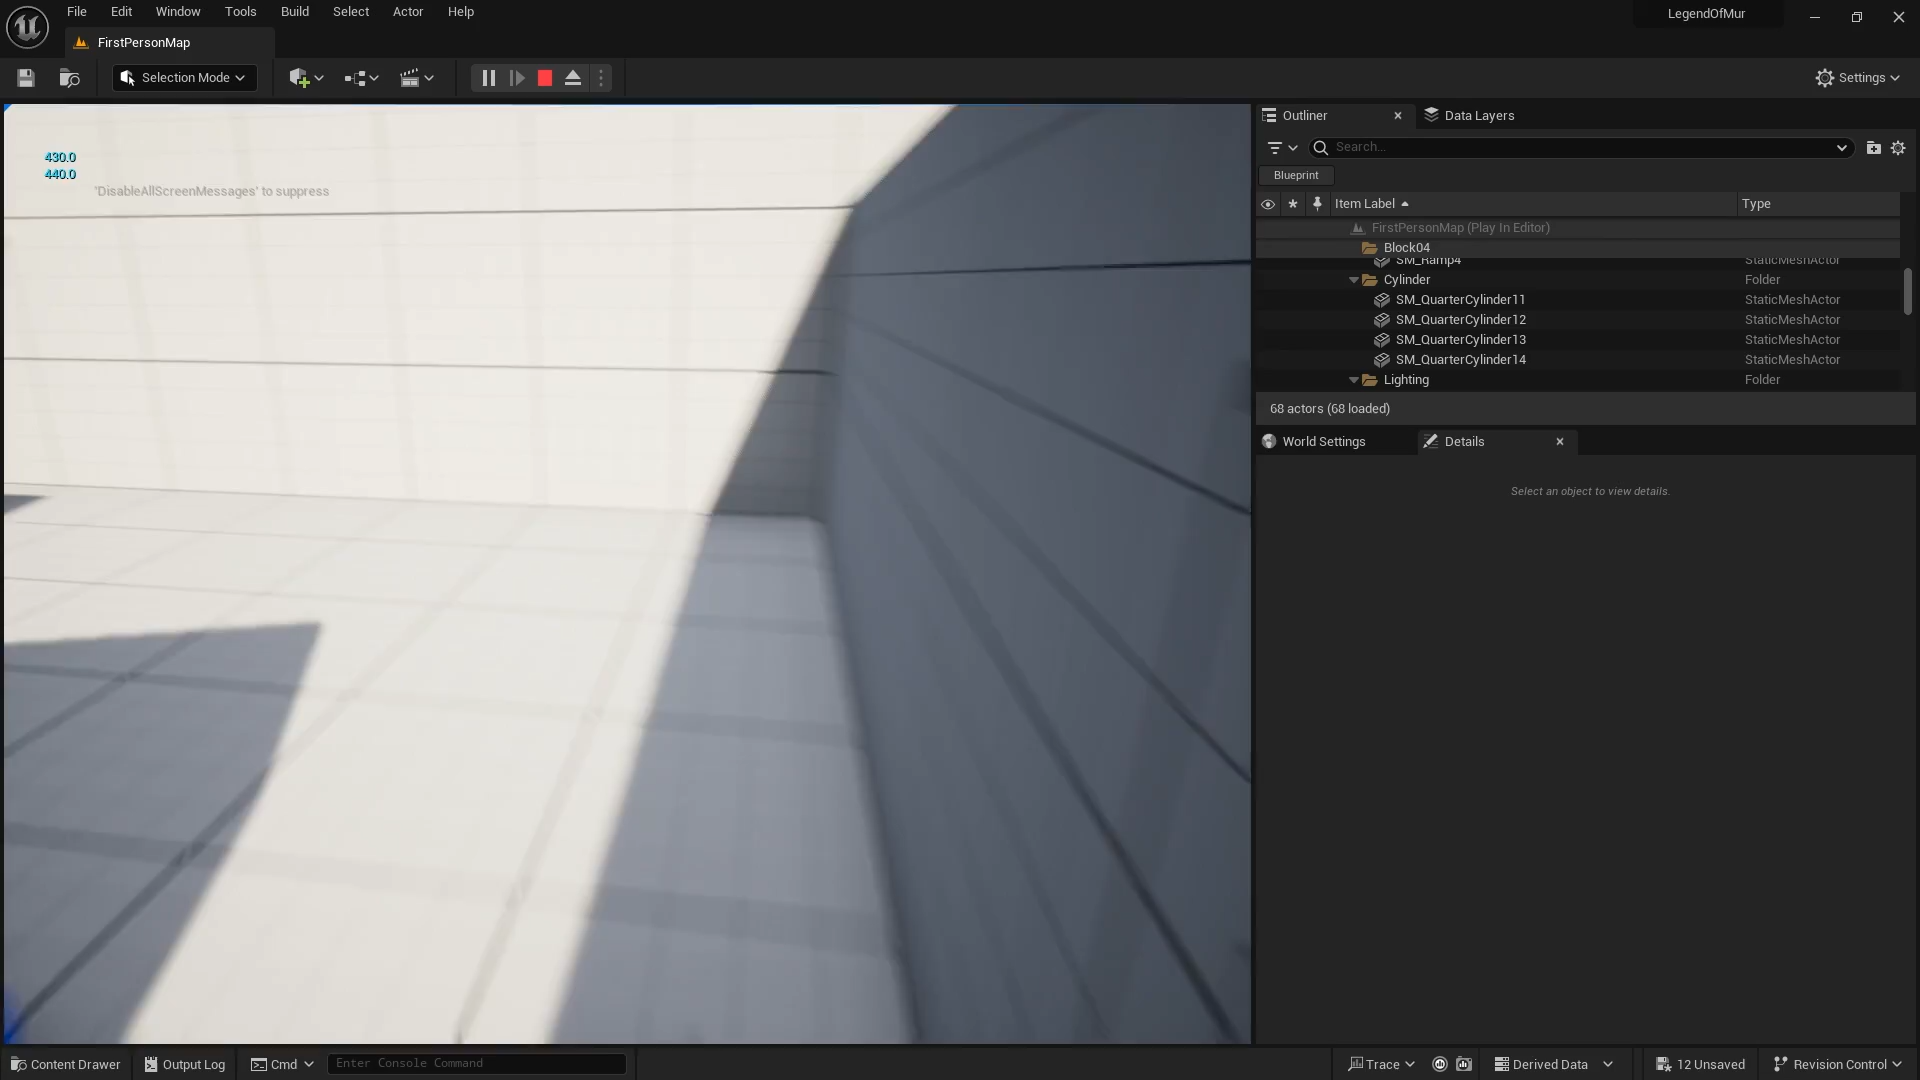 File Edit Window Tools Build Select Actor Help
LegendOfMur
FirstPersonMap
Selection Mode
Settings
430.0
440.0
'DisableAllScreenMessages' to suppress
Outliner
Data Layers
Search...
Blueprint
Item Label
Type
FirstPersonMap (Play In Editor)
Block04
SM_Ramp4 StaticMeshActor
Cylinder Folder
SM_QuarterCylinder11 StaticMeshActor
SM_QuarterCylinder12 StaticMeshActor
SM_QuarterCylinder13 StaticMeshActor
SM_QuarterCylinder14 StaticMeshActor
Lighting Folder
68 actors (68 loaded)
World Settings
Details
Select an object to view details.
Content Drawer
Output Log
Cmd
Enter Console Command
Trace
Derived Data
12 Unsaved
Revision Control